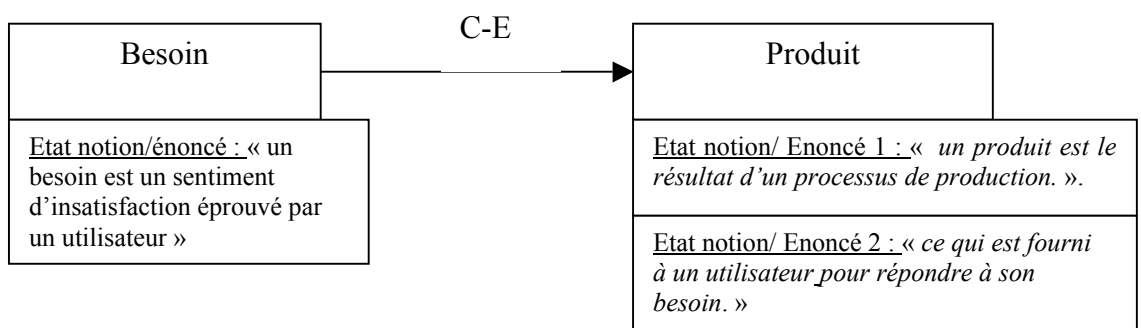 C-E
Besoin
Produit
Etat notion/énoncé : « un
besoin est un sentiment
d’insatisfaction éprouvé par
un utilisateur »
Etat notion/ Enoncé 1 : « un produit est le
résultat d’un processus de production. ».
Etat notion/ Enoncé 2 : « ce qui est fourni
à un utilisateur pour répondre à son
besoin. »